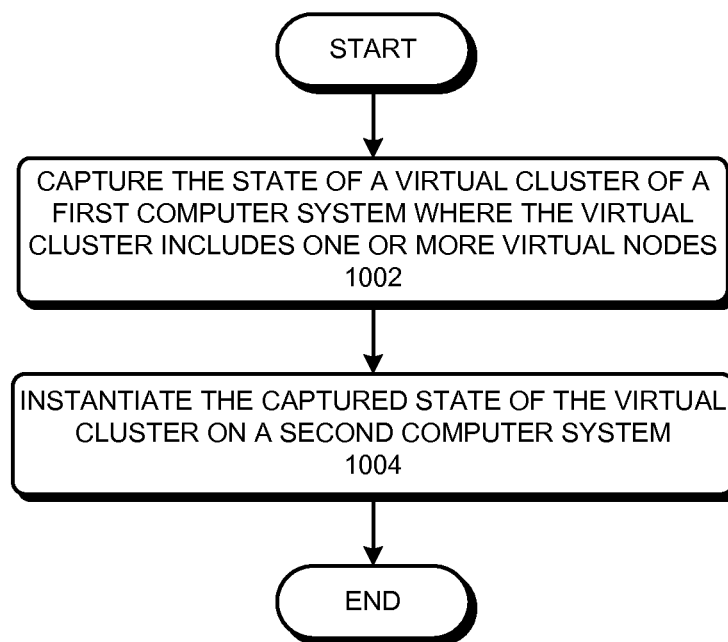 START
CAPTURE THE STATE OF A VIRTUAL CLUSTER OF A
FIRST COMPUTER SYSTEM WHERE THE VIRTUAL
CLUSTER INCLUDES ONE OR MORE VIRTUAL NODES
1002
INSTANTIATE THE CAPTURED STATE OF THE VIRTUAL
CLUSTER ON A SECOND COMPUTER SYSTEM
1004
END